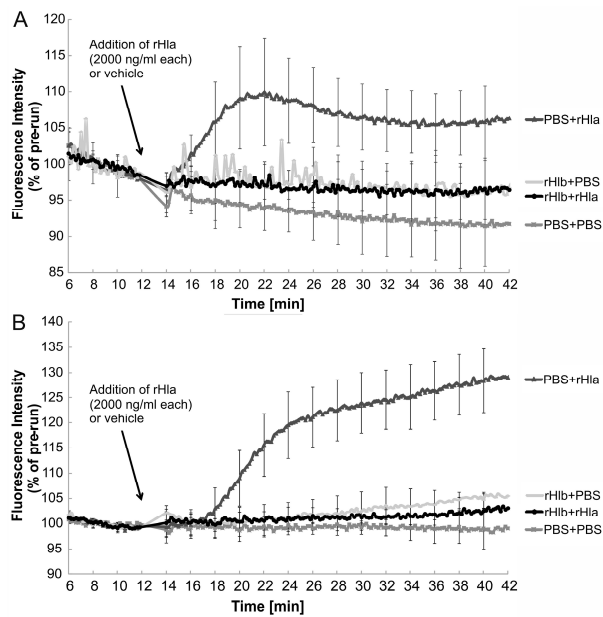 A
120
115
110
105
100
95
90
85
Fluorescence Intensity
(% of pre-run)
Addition of rHla
(2000 ng/ml each)
or vehicle
PBS+rHla
rHlb+PBS
rHlb+rHla
PBS+PBS
6 8 10 12 14 16 18 20 22 24 26 28 30 32 34 36 38 40 42
Time [min]
B
140
135
130
125
120
115
110
105
100
95
90
Fluorescence Intensity
(% of pre-run)
Addition of rHla
(2000 ng/ml each)
or vehicle
PBS+rHla
rHlb+PBS
rHlb+rHla
PBS+PBS
6 8 10 12 14 16 18 20 22 24 26 28 30 32 34 36 38 40 42
Time [min]